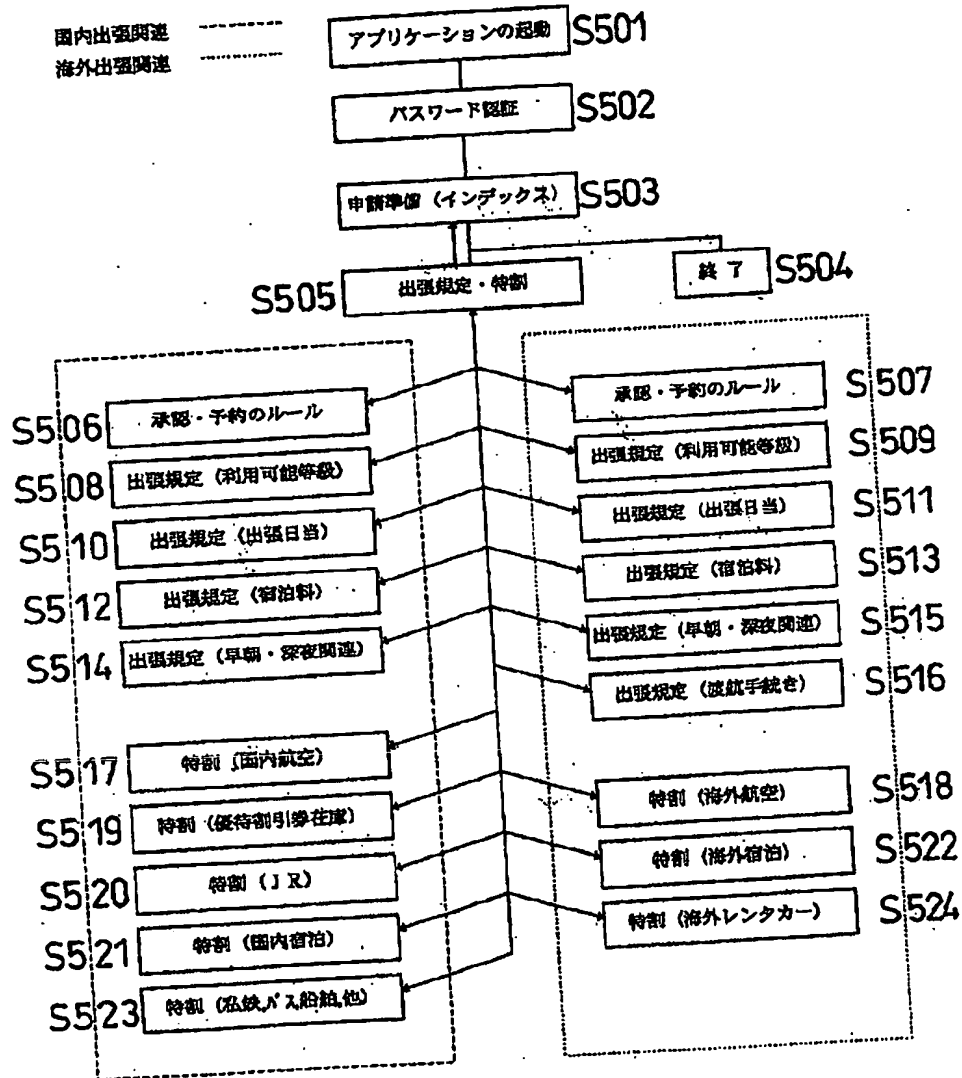 国内出張関連
海外出張関連
アプリケーションの起動 S501
パスワード認証 S502
申請準備（インデックス） S503
終了 S504
S505 出張規定・特割
S506 承認・予約のルール
承認・予約のルール S507
S508 出張規定（利用可能等級）
出張規定（利用可能等級） S509
S510 出張規定（出張日当）
出張規定（出張日当） S511
S512 出張規定（宿泊料）
出張規定（宿泊料） S513
S514 出張規定（早朝・深夜関連）
出張規定（早朝・深夜関連） S515
出張規定（渡航手続き） S516
S517 特割（国内航空）
特割（海外航空） S518
S519 特割（優待割引券在庫）
S520 特割（JR）
特割（海外宿泊） S522
S521 特割（国内宿泊）
特割（海外レンタカー） S524
S523 特割（私鉄,バス,船舶,他）